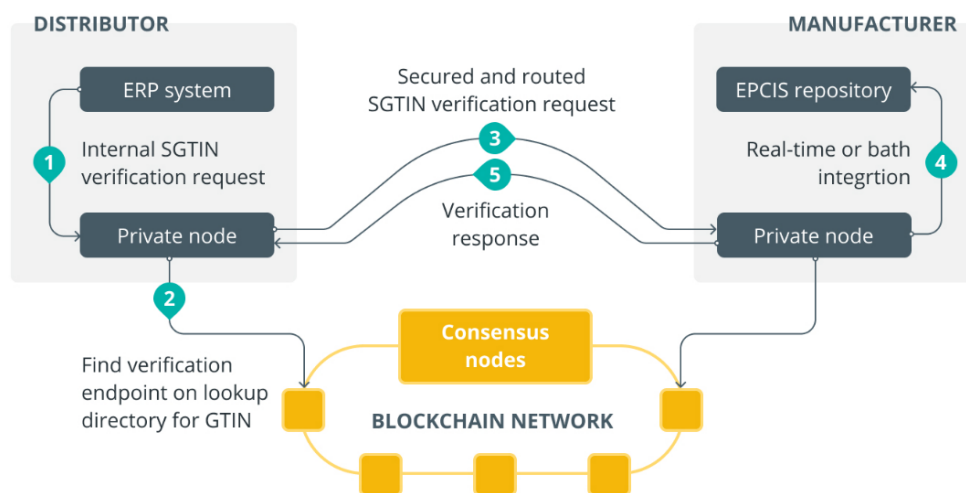 DISTRIBUTOR
MANUFACTURER
ERP system
EPCIS repository
Secured and routed
SGTIN verification request
3
1
Internal SGTIN
verification request
Real-time or bath
integrtion
4
5
Verification
response
Private node
Private node
2
Find verification
endpoint on lookup
directory for GTIN
Consensus
nodes
BLOCKCHAIN NETWORK